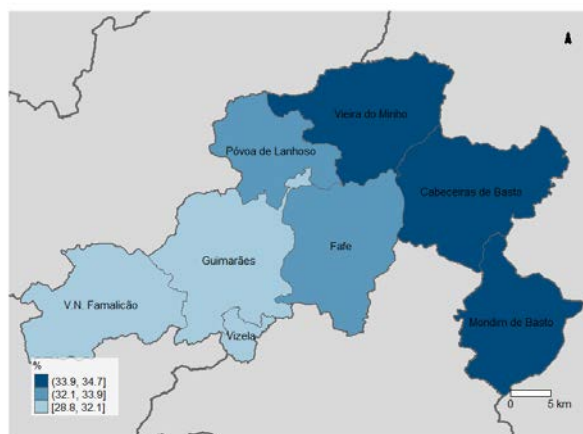 Vieira do Minho
Póvoa de Lanhoso
Cabeceiras de Basto
Fafe
Guimarães
V.N. Famalicão
Vizela
Mondim de Basto
%
(33.9, 34.7]
(32.1, 33.9]
[28.8, 32.1]
0 5 km